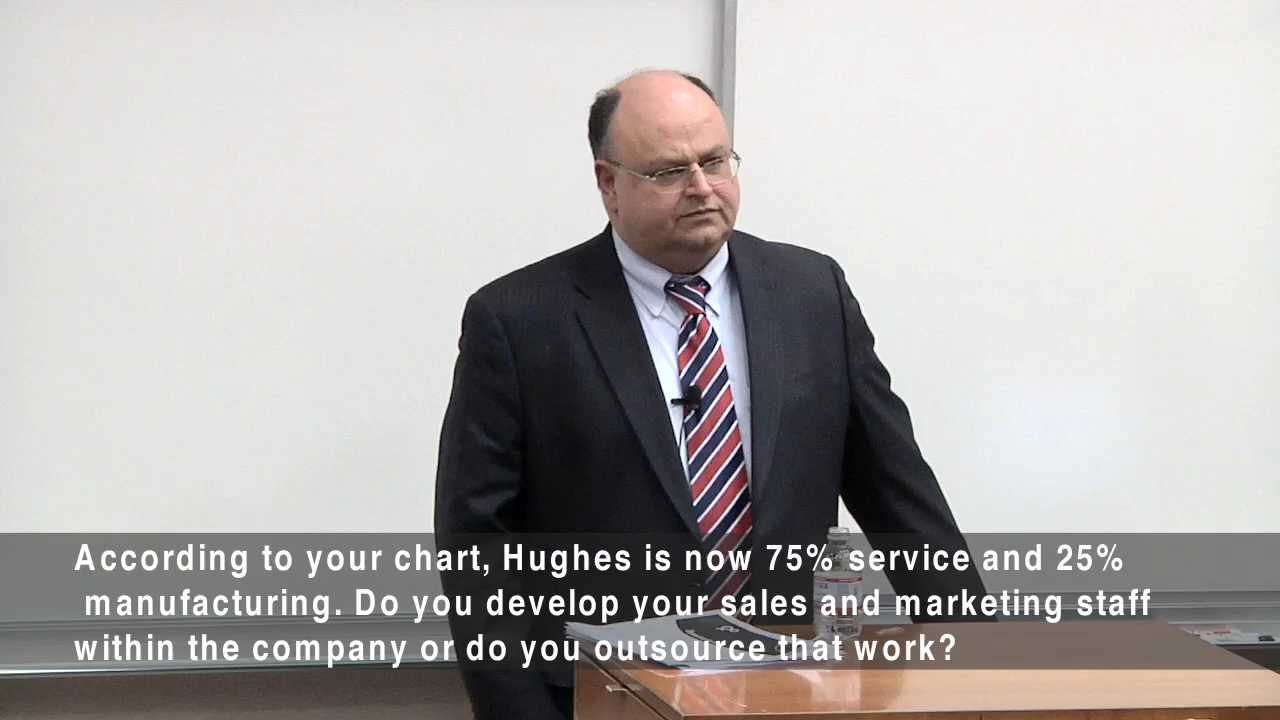 According to your chart, Hughes is now 75% service and 25%
manufacturing. Do you develop your sales and marketing staff
within the company or do you outsource that work?